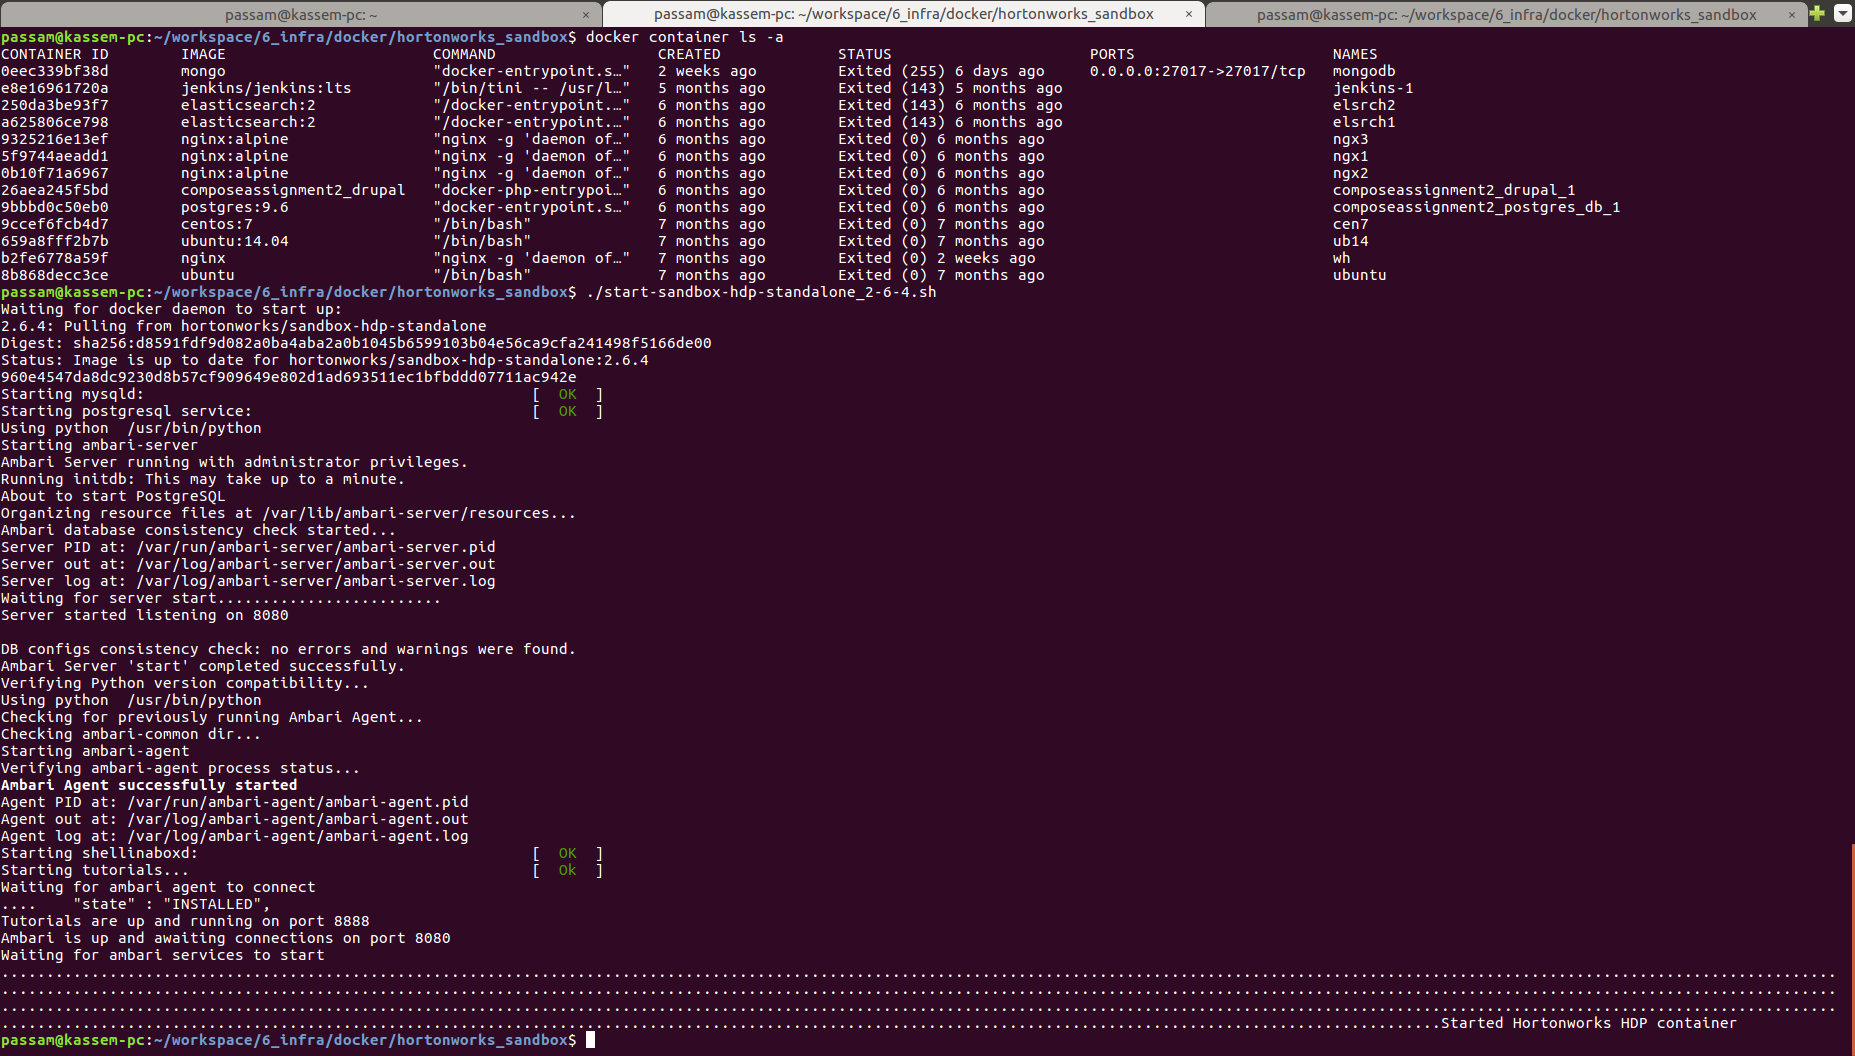 passam@kassem-pc: ~ × passam@kassem-pc: ~/workspace/6_infra/docker/hortonworks_sandbox × passam@kassem-pc: ~/workspace/6_infra/docker/hortonworks_sandbox ×
passam@kassem-pc:~/workspace/6_infra/docker/hortonworks_sandbox$ docker container ls -a
CONTAINER ID        IMAGE                       COMMAND                  CREATED             STATUS                      PORTS                      NAMES
0eec339bf38d        mongo                       "docker-entrypoint.s…"   2 weeks ago         Exited (255) 6 days ago     0.0.0.0:27017->27017/tcp   mongodb
e8e16961720a        jenkins/jenkins:lts         "/bin/tini -- /usr/l…"   5 months ago        Exited (143) 5 months ago                              jenkins-1
250da3be93f7        elasticsearch:2             "/docker-entrypoint.…"   6 months ago        Exited (143) 6 months ago                              elsrch2
a625806ce798        elasticsearch:2             "/docker-entrypoint.…"   6 months ago        Exited (143) 6 months ago                              elsrch1
9325216e13ef        nginx:alpine                "nginx -g 'daemon of…"   6 months ago        Exited (0) 6 months ago                                ngx3
5f9744aeadd1        nginx:alpine                "nginx -g 'daemon of…"   6 months ago        Exited (0) 6 months ago                                ngx1
0b10f71a6967        nginx:alpine                "nginx -g 'daemon of…"   6 months ago        Exited (0) 6 months ago                                ngx2
26aea245f5bd        composeassignment2_drupal   "docker-php-entrypoi…"   6 months ago        Exited (0) 6 months ago                                composeassignment2_drupal_1
9bbbd0c50eb0        postgres:9.6                "docker-entrypoint.s…"   6 months ago        Exited (0) 6 months ago                                composeassignment2_postgres_db_1
9ccef6fcb4d7        centos:7                    "/bin/bash"              7 months ago        Exited (0) 7 months ago                                cen7
659a8fff2b7b        ubuntu:14.04                "/bin/bash"              7 months ago        Exited (0) 7 months ago                                ub14
b2fe6778a59f        nginx                       "nginx -g 'daemon of…"   7 months ago        Exited (0) 2 weeks ago                                 wh
8b868decc3ce        ubuntu                      "/bin/bash"              7 months ago        Exited (0) 7 months ago                                ubuntu
passam@kassem-pc:~/workspace/6_infra/docker/hortonworks_sandbox$ ./start-sandbox-hdp-standalone_2-6-4.sh
Waiting for docker daemon to start up:
2.6.4: Pulling from hortonworks/sandbox-hdp-standalone
Digest: sha256:d8591fdf9d082a0ba4aba2a0b1045b6599103b04e56ca9cfa241498f5166de00
Status: Image is up to date for hortonworks/sandbox-hdp-standalone:2.6.4
960e4547da8dc9230d8b57cf909649e802d1ad693511ec1bfbddd07711ac942e
Starting mysqld:                                           [  OK  ]
Starting postgresql service:                               [  OK  ]
Using python  /usr/bin/python
Starting ambari-server
Ambari Server running with administrator privileges.
Running initdb: This may take up to a minute.
About to start PostgreSQL
Organizing resource files at /var/lib/ambari-server/resources...
Ambari database consistency check started...
Server PID at: /var/run/ambari-server/ambari-server.pid
Server out at: /var/log/ambari-server/ambari-server.out
Server log at: /var/log/ambari-server/ambari-server.log
Waiting for server start.........................
Server started listening on 8080
DB configs consistency check: no errors and warnings were found.
Ambari Server 'start' completed successfully.
Verifying Python version compatibility...
Using python  /usr/bin/python
Checking for previously running Ambari Agent...
Checking ambari-common dir...
Starting ambari-agent
Verifying ambari-agent process status...
Ambari Agent successfully started
Agent PID at: /var/run/ambari-agent/ambari-agent.pid
Agent out at: /var/log/ambari-agent/ambari-agent.out
Agent log at: /var/log/ambari-agent/ambari-agent.log
Starting shellinaboxd:                                     [  OK  ]
Starting tutorials...                                      [  Ok  ]
Waiting for ambari agent to connect
....    "state" : "INSTALLED",
Tutorials are up and running on port 8888
Ambari is up and awaiting connections on port 8080
Waiting for ambari services to start
............................................................................................................................................................................................................
............................................................................................................................................................................................................
............................................................................................................................................................................................................
................................................................................................................................................................Started Hortonworks HDP container
passam@kassem-pc:~/workspace/6_infra/docker/hortonworks_sandbox$